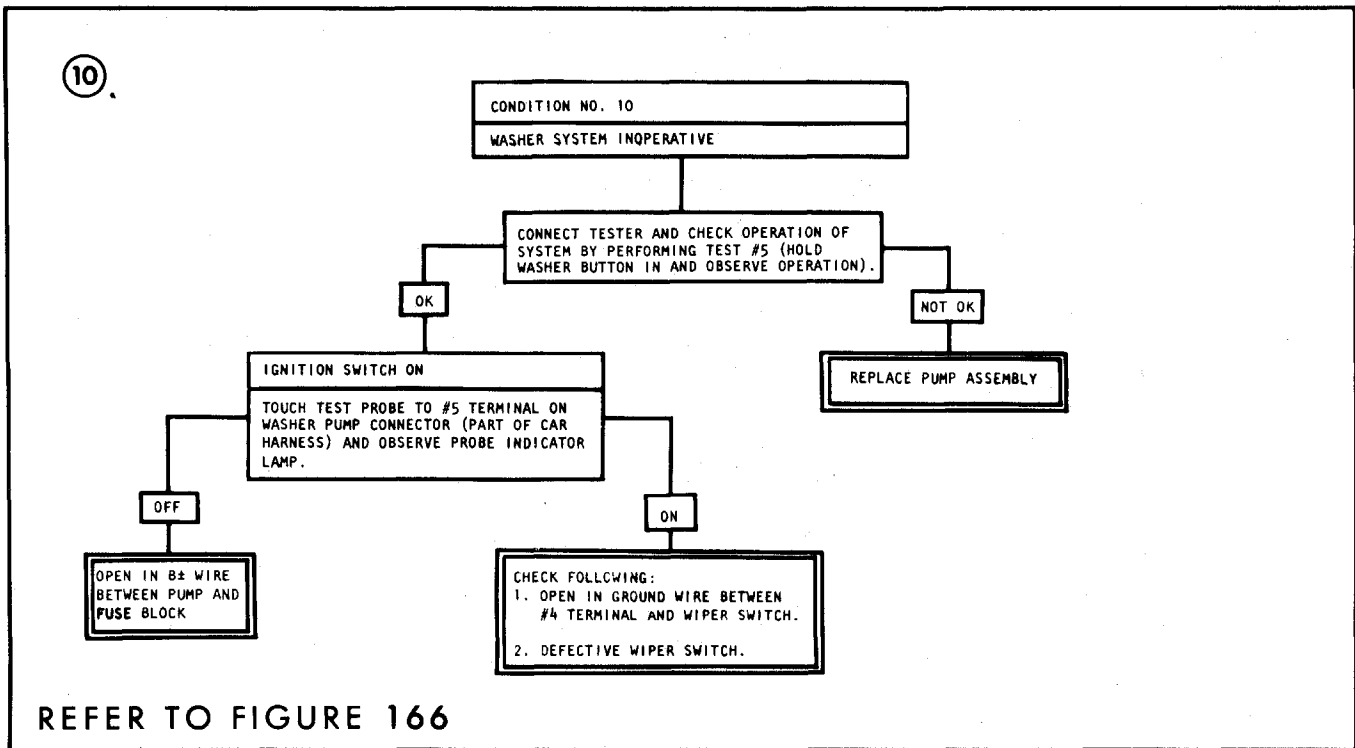 10
CONDITION NO. 10
WASHER SYSTEM INOPERATIVE
CONNECT TESTER AND CHECK OPERATION OF
SYSTEM BY PERFORMING TEST #5 (HOLD
WASHER BUTTON IN AND OBSERVE OPERATION).
OK
NOT OK
IGNITION SWITCH ON
TOUCH TEST PROBE TO #5 TERMINAL ON
WASHER PUMP CONNECTOR (PART OF CAR
HARNESS) AND OBSERVE PROBE INDICATOR
LAMP.
REPLACE PUMP ASSEMBLY
OFF
ON
OPEN IN B± WIRE
BETWEEN PUMP AND
FUSE BLOCK
CHECK FOLLCWING:
1. OPEN IN GROUND WIRE BETWEEN
#4 TERMINAL AND WIPER SWITCH.
2. DEFECTIVE WIPER SWITCH.
REFER TO FIGURE 166